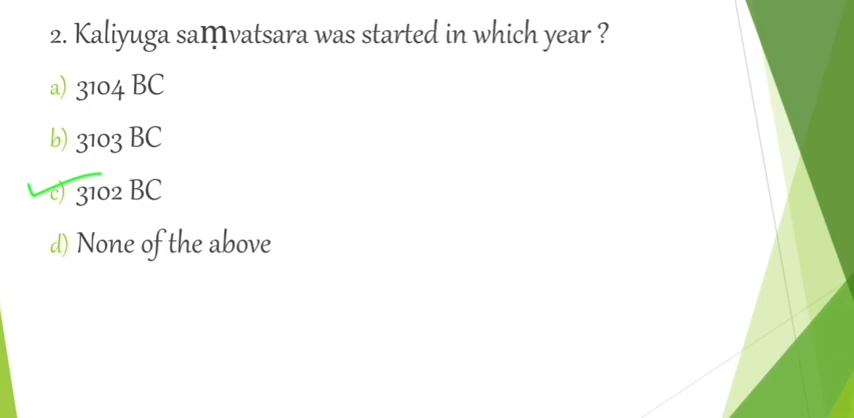 2. Kaliyuga saṃvatsara was started in which year ?
a) 3104 BC
b) 3103 BC
c) 3102 BC
d) None of the above